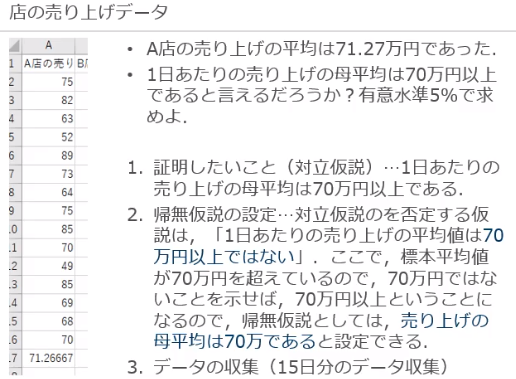 店の売り上げデータ
A
1 A店の売り B
2 75
3 82
4 63
5 52
6 89
7 73
8 64
9 75
0 85
1 70
2 49
3 85
4 69
5 68
6 70
7 71.26667
• A店の売り上げの平均は71.27万円であった．
• 1日あたりの売り上げの母平均は70万円以上
であると言えるだろうか？有意水準5%で求
めよ．
1. 証明したいこと（対立仮説）…1日あたりの
売り上げの母平均は70万円以上である．
2. 帰無仮説の設定…対立仮説のを否定する仮
説は，「1日あたりの売り上げの平均値は70
万円以上ではない」．ここで，標本平均値
が70万円を超えているので，70万円ではな
いことを示せば，70万円以上ということに
なるので，帰無仮説としては，売り上げの
母平均は70万であると設定できる．
3. データの収集（15日分のデータ収集）